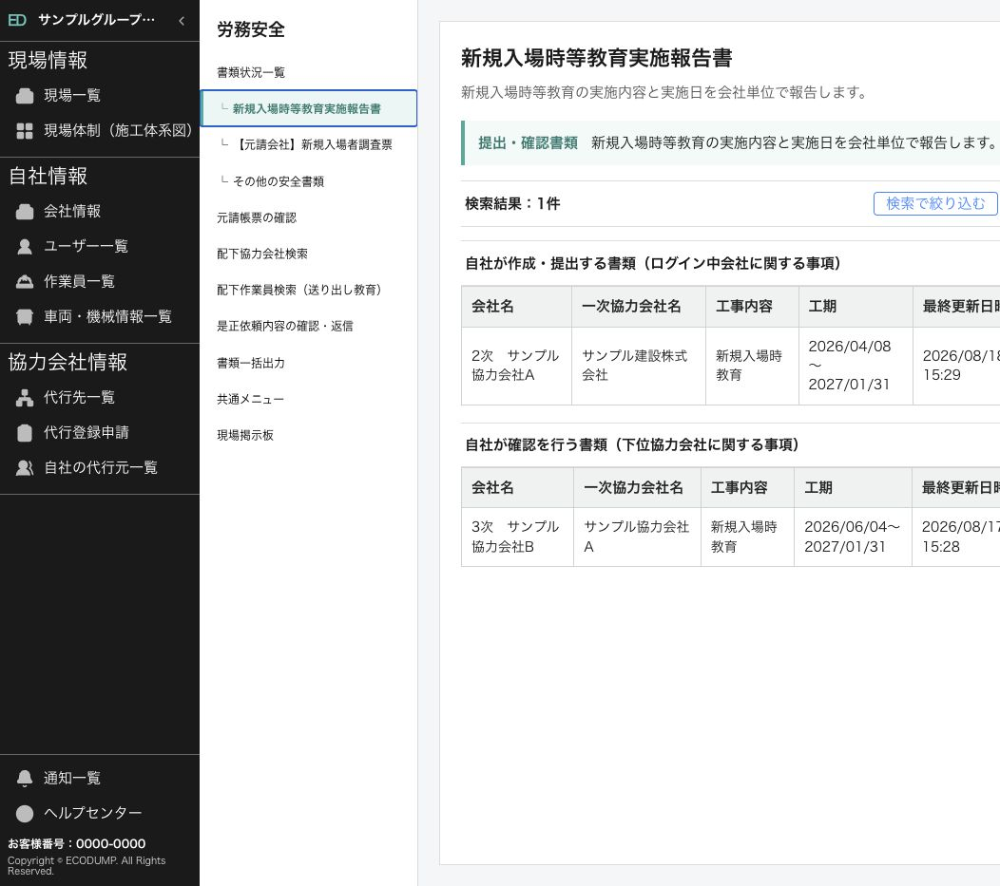 ED サンプルグループ…
現場情報
現場一覧
現場体制（施工体系図）
自社情報
会社情報
ユーザー一覧
作業員一覧
車両・機械情報一覧
協力会社情報
代行先一覧
代行登録申請
自社の代行元一覧
通知一覧
ヘルプセンター
お客様番号：0000-0000
Copyright © ECODUMP. All Rights
Reserved.
労務安全
書類状況一覧
└ 新規入場時等教育実施報告書
└ 【元請会社】新規入場者調査票
└ その他の安全書類
元請帳票の確認
配下協力会社検索
配下作業員検索（送り出し教育）
是正依頼内容の確認・返信
書類一括出力
共通メニュー
現場掲示板
新規入場時等教育実施報告書
新規入場時等教育の実施内容と実施日を会社単位で報告します。
提出・確認書類 新規入場時等教育の実施内容と実施日を会社単位で報告します。
検索結果：1件 検索で絞り込む
自社が作成・提出する書類（ログイン中会社に関する事項）
会社名 一次協力会社名 工事内容 工期 最終更新日時
2次　サンプル
協力会社A
サンプル建設株式
会社
新規入場時
教育
2026/04/08
〜
2027/01/31
2026/08/18
15:29
自社が確認を行う書類（下位協力会社に関する事項）
会社名 一次協力会社名 工事内容 工期 最終更新日時
3次　サンプル
協力会社B
サンプル協力会社
A
新規入場時
教育
2026/06/04〜
2027/01/31
2026/08/17
15:28